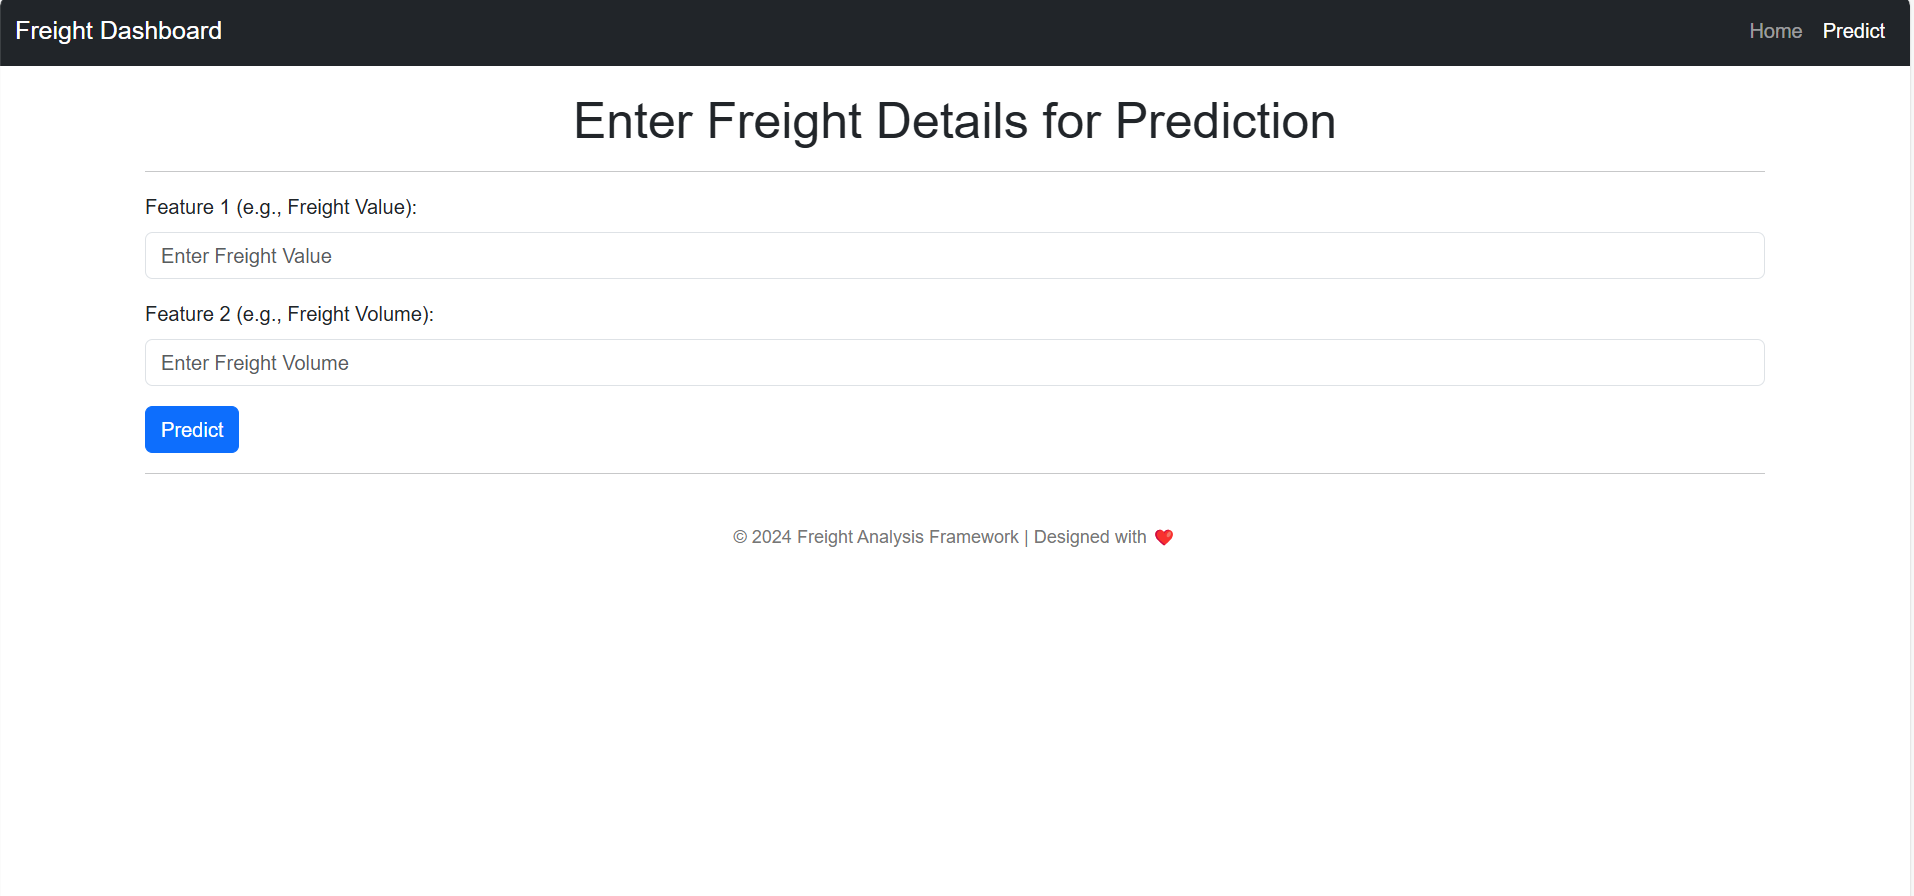 Freight Dashboard Home Predict
Enter Freight Details for Prediction
Feature 1 (e.g., Freight Value):
Enter Freight Value
Feature 2 (e.g., Freight Volume):
Enter Freight Volume
Predict
© 2024 Freight Analysis Framework | Designed with ❤️